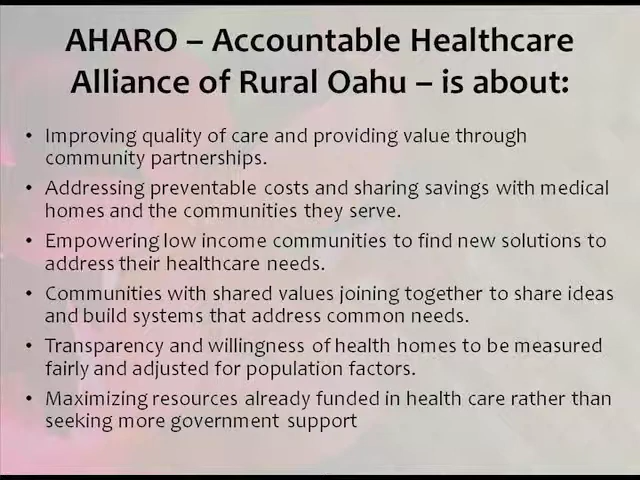 AHARO – Accountable Healthcare
Alliance of Rural Oahu – is about:
• Improving quality of care and providing value through
community partnerships.
• Addressing preventable costs and sharing savings with medical
homes and the communities they serve.
• Empowering low income communities to find new solutions to
address their healthcare needs.
• Communities with shared values joining together to share ideas
and build systems that address common needs.
• Transparency and willingness of health homes to be measured
fairly and adjusted for population factors.
• Maximizing resources already funded in health care rather than
seeking more government support